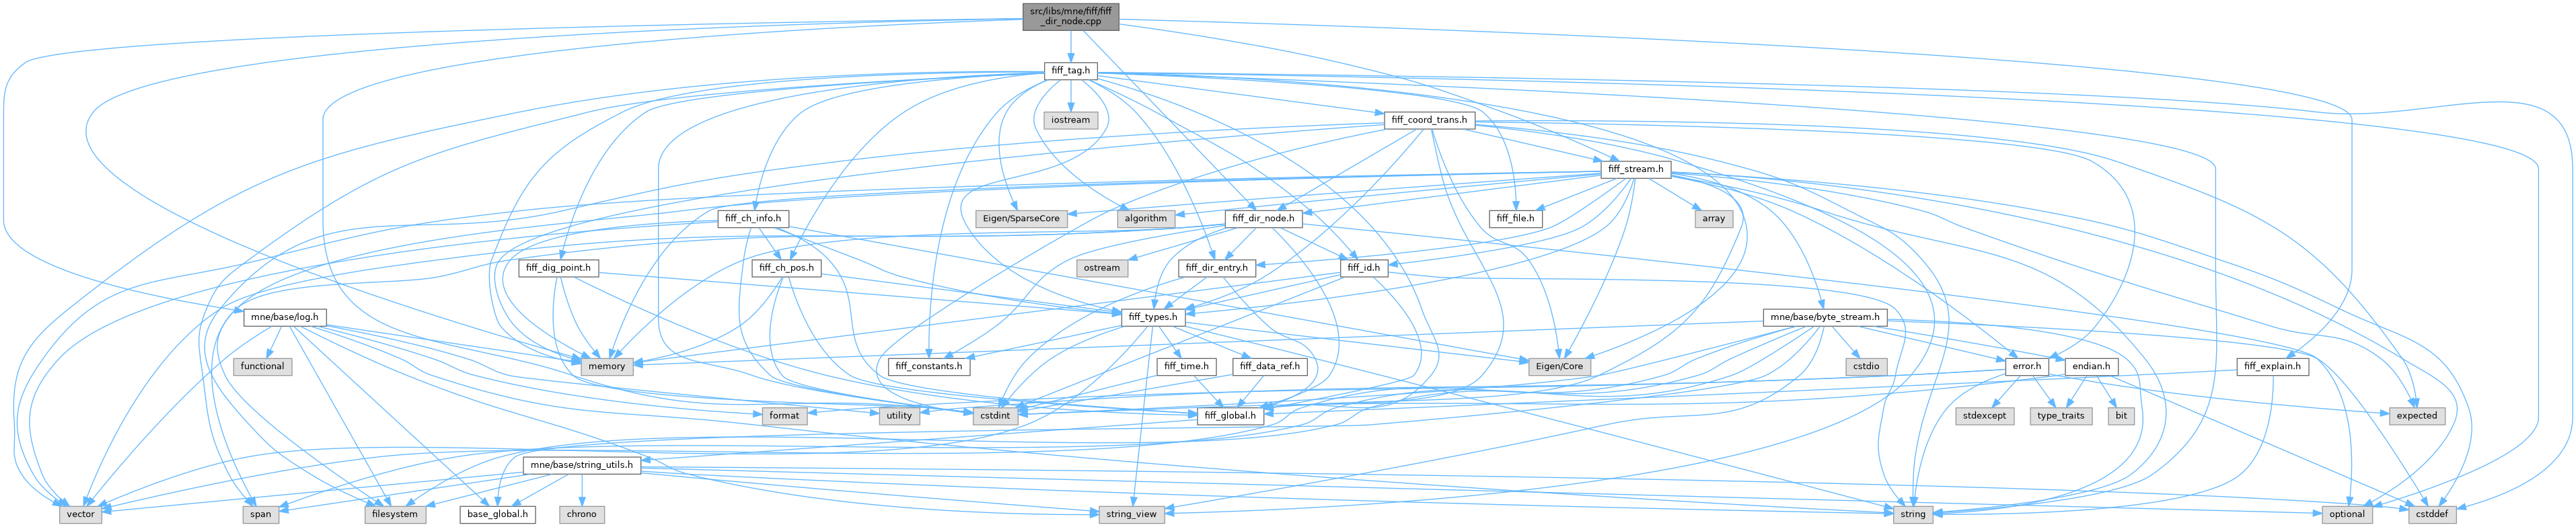 src/libs/mne/fiff/fiff
_dir_node.cpp
fiff_tag.h
iostream
fiff_coord_trans.h
fiff_stream.h
fiff_ch_info.h
Eigen/SparseCore
algorithm
fiff_dir_node.h
fiff_file.h
array
fiff_dig_point.h
fiff_ch_pos.h
ostream
fiff_dir_entry.h
fiff_id.h
mne/base/log.h
fiff_types.h
mne/base/byte_stream.h
functional
memory
fiff_constants.h
fiff_time.h
fiff_data_ref.h
Eigen/Core
cstdio
error.h
endian.h
fiff_explain.h
format
utility
cstdint
fiff_global.h
stdexcept
type_traits
bit
expected
mne/base/string_utils.h
vector
span
filesystem
base_global.h
chrono
string_view
string
optional
cstddef